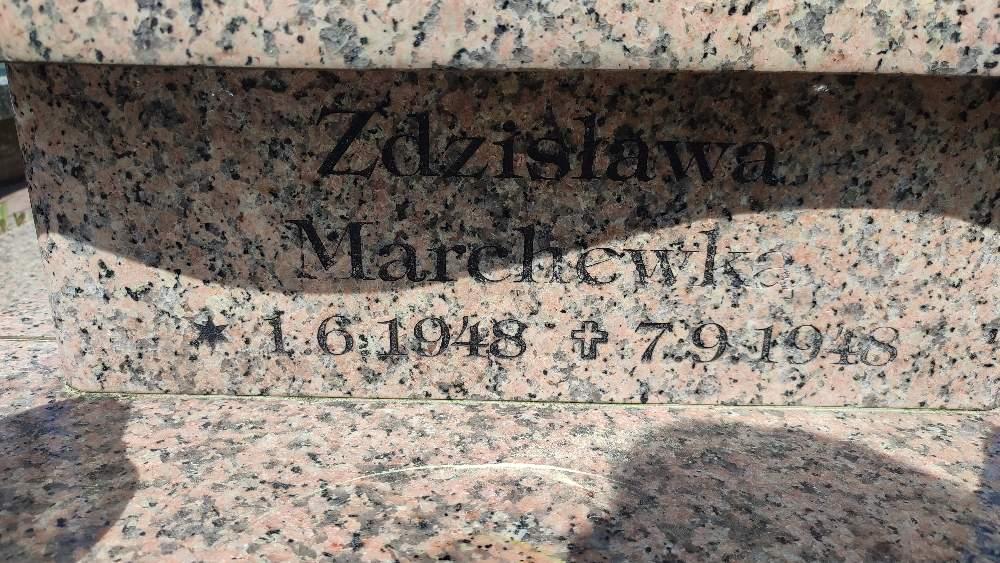 Zdzisława
Marchewka
★ 1.6.1948 ✝ 7.9.1948